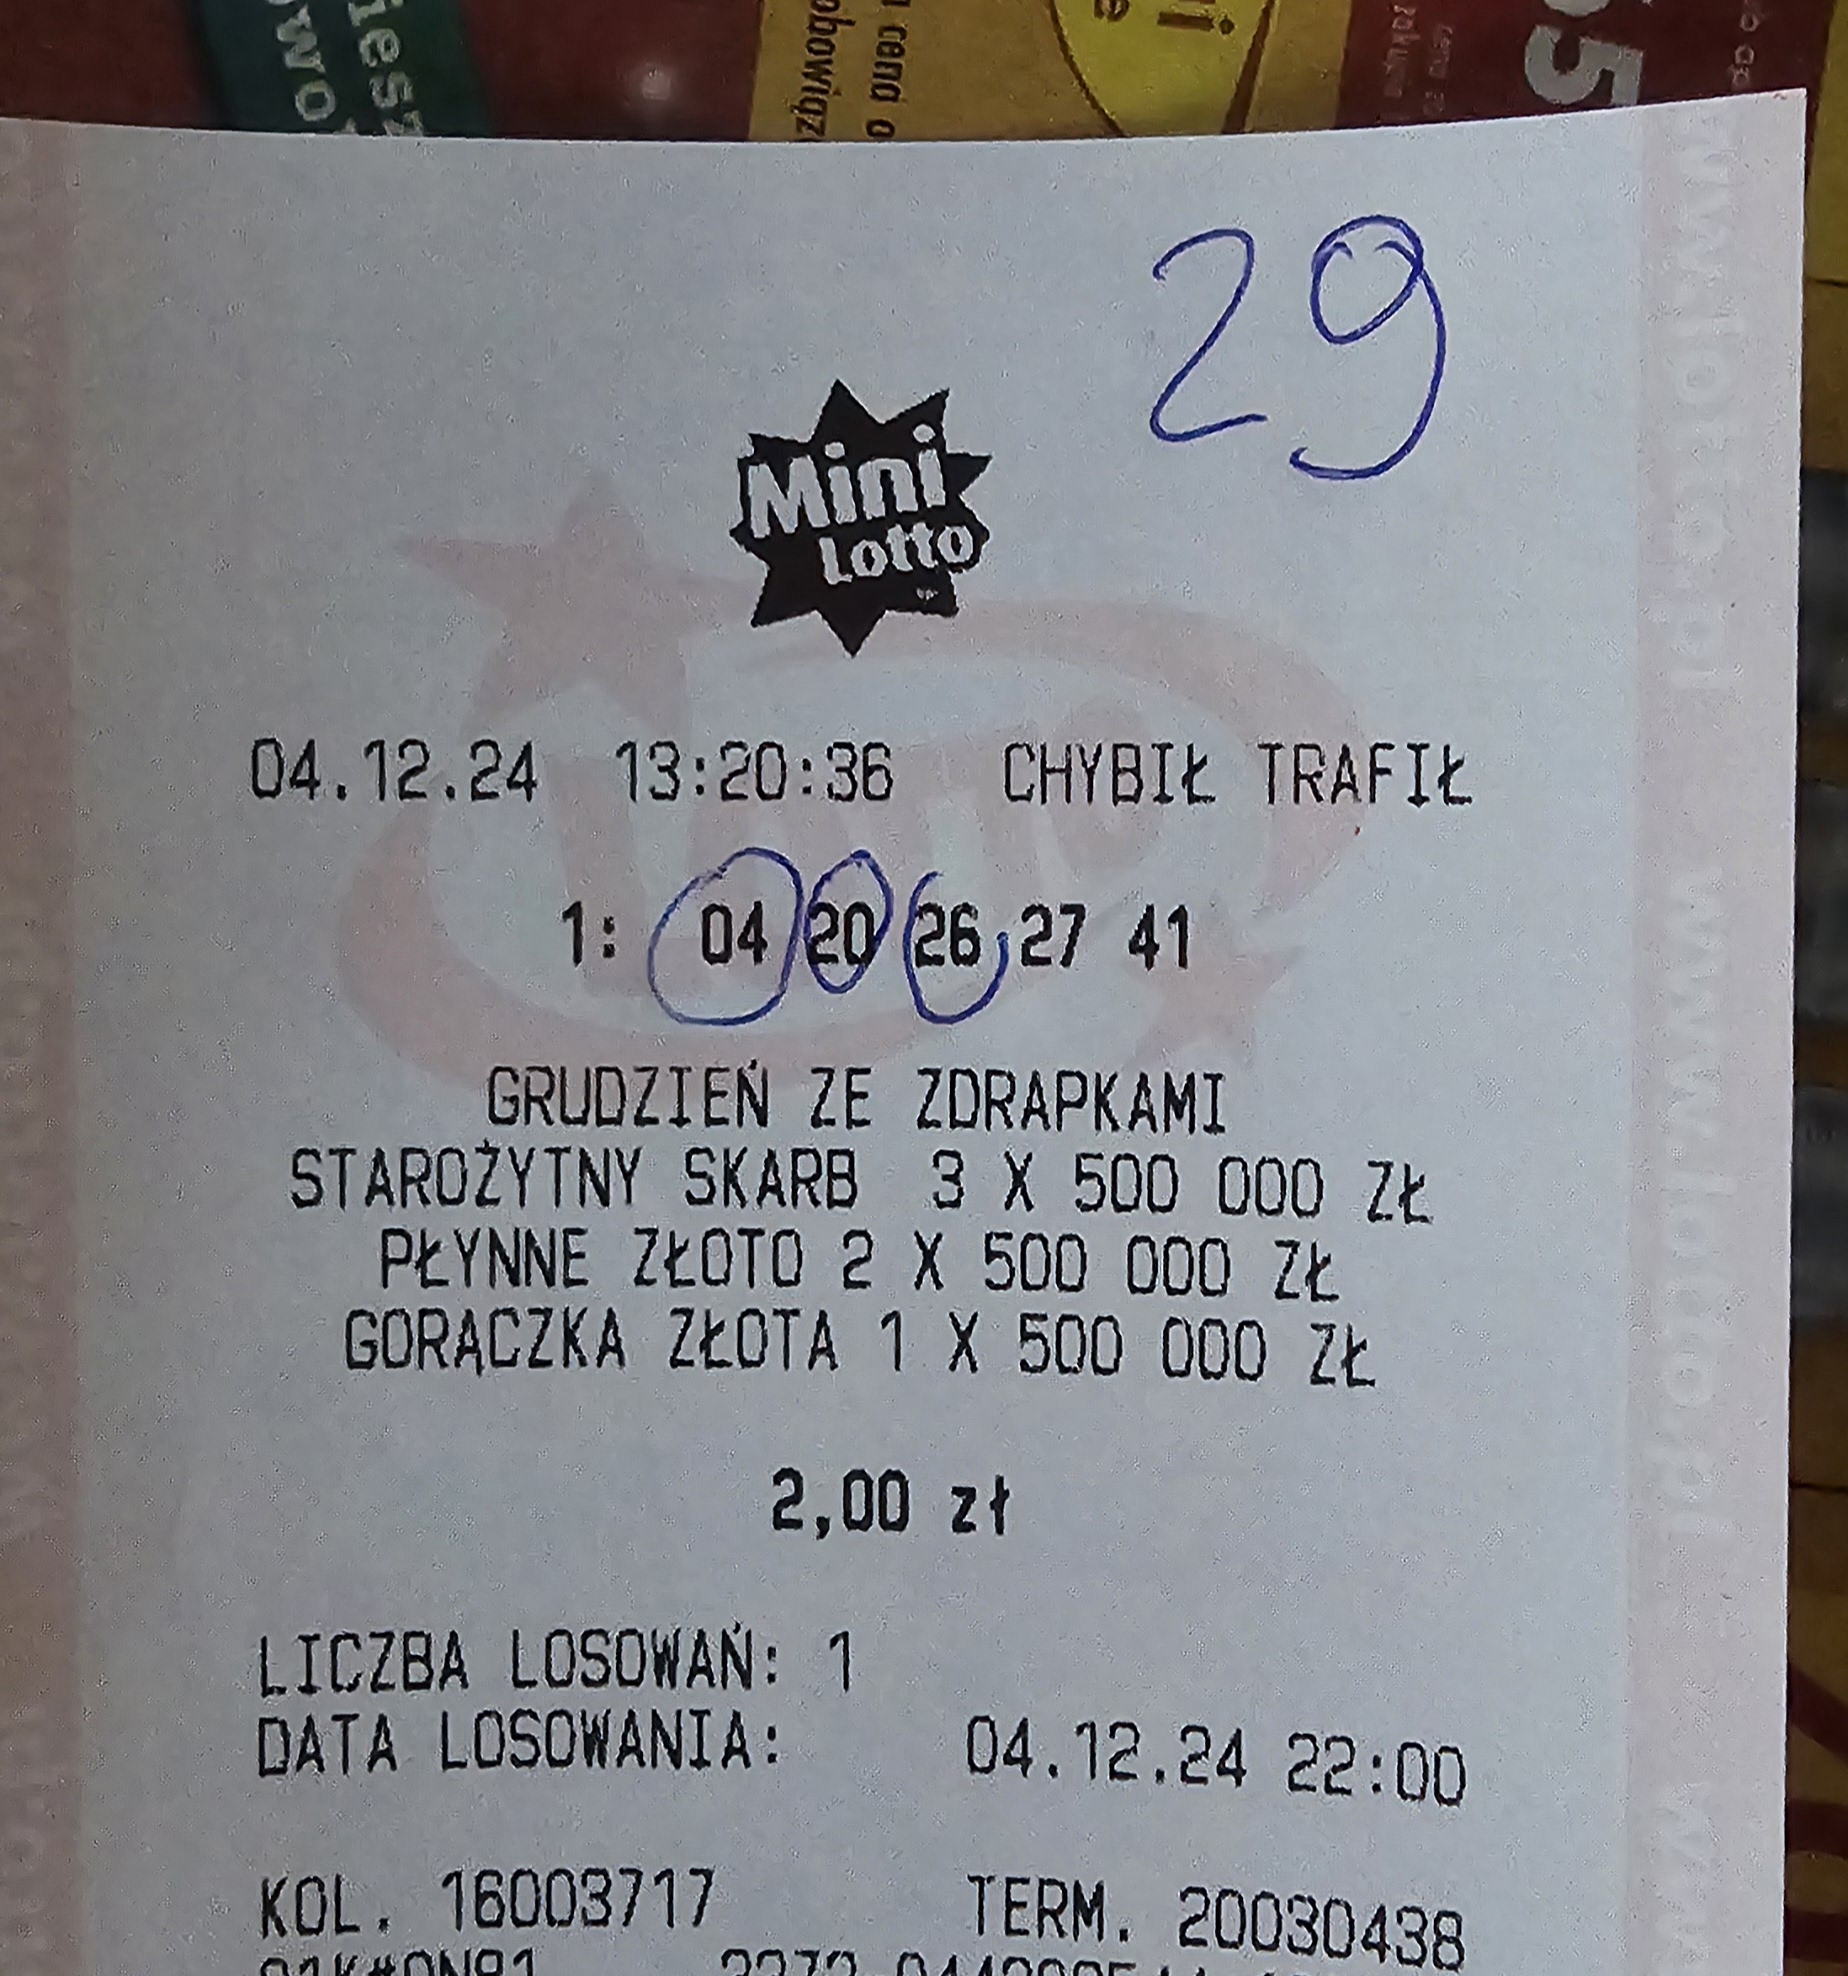 29
Mini
Lotto
04.12.24 13:20:36 CHYBIŁ TRAFIŁ
1: 04 20 26 27 41
GRUDZIEŃ ZE ZDRAPKAMI
STAROŻYTNY SKARB 3 X 500 000 ZŁ
PŁYNNE ZŁOTO 2 X 500 000 ZŁ
GORĄCZKA ZŁOTA 1 X 500 000 ZŁ
2,00 zł
LICZBA LOSOWAŃ: 1
DATA LOSOWANIA: 04.12.24 22:00
KOL. 16003717 TERM. 20030438